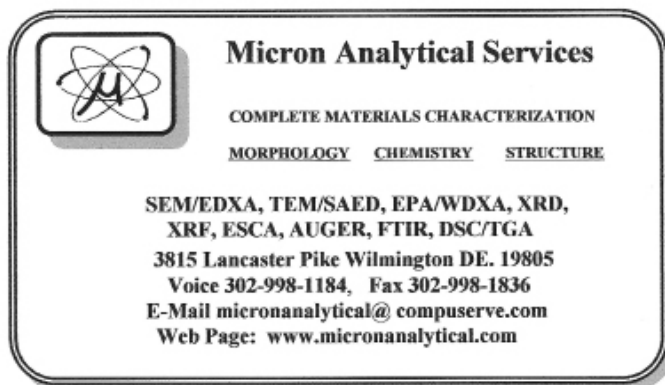 μ
Micron Analytical Services
COMPLETE MATERIALS CHARACTERIZATION
MORPHOLOGY CHEMISTRY STRUCTURE
SEM/EDXA, TEM/SAED, EPA/WDXA, XRD,
XRF, ESCA, AUGER, FTIR, DSC/TGA
3815 Lancaster Pike Wilmington DE. 19805
Voice 302-998-1184, Fax 302-998-1836
E-Mail micronanalytical@ compuserve.com
Web Page: www.micronanalytical.com